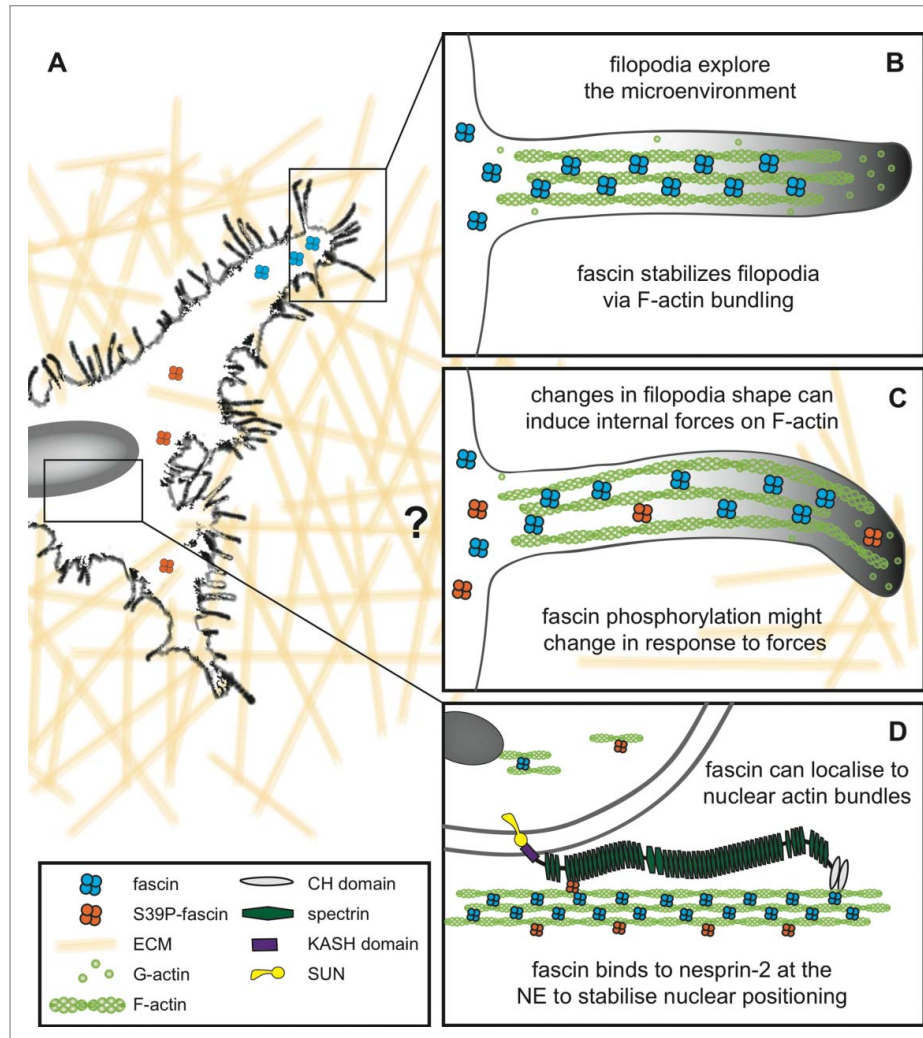 A
B
filopodia explore
the microenvironment
fascin stabilizes filopodia
via F-actin bundling
C
changes in filopodia shape can
induce internal forces on F-actin
?
fascin phosphorylation might
change in response to forces
D
fascin can localise to
nuclear actin bundles
fascin binds to nesprin-2 at the
NE to stabilise nuclear positioning
fascin
S39P-fascin
ECM
G-actin
F-actin
CH domain
spectrin
KASH domain
SUN